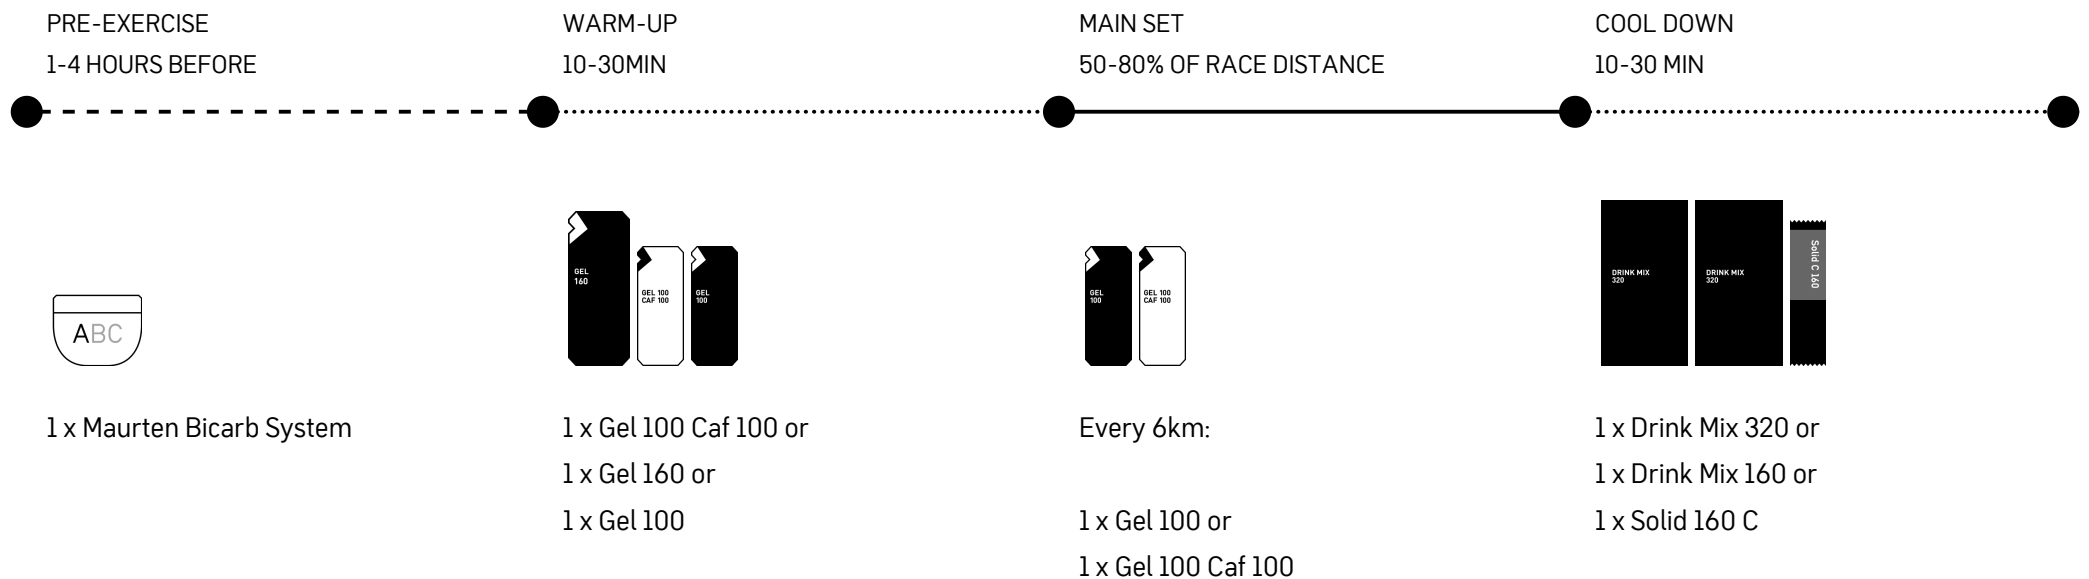 PRE-EXERCISE
1-4 HOURS BEFORE
WARM-UP
10-30MIN
MAIN SET
50-80% OF RACE DISTANCE
COOL DOWN
10-30 MIN
ABC
GEL
160
GEL 100
CAF 100
GEL
100
GEL
100
GEL 100
CAF 100
DRINK MIX
320
DRINK MIX
320
Solid C 160
1 x Maurten Bicarb System
1 x Gel 100 Caf 100 or
1 x Gel 160 or
1 x Gel 100
Every 6km:
1 x Gel 100 or
1 x Gel 100 Caf 100
1 x Drink Mix 320 or
1 x Drink Mix 160 or
1 x Solid 160 C